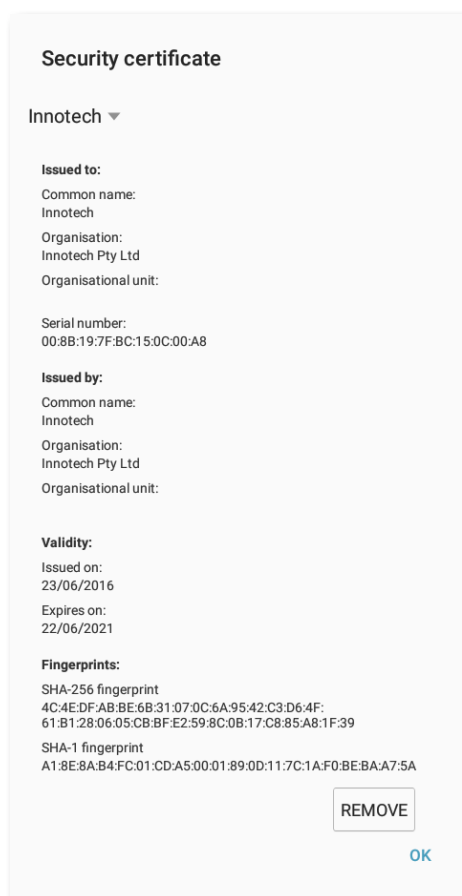 Security certificate
Innotech
Issued to:
Common name:
Innotech
Organisation:
Innotech Pty Ltd
Organisational unit:
Serial number:
00:8B:19:7F:BC:15:0C:00:A8
Issued by:
Common name:
Innotech
Organisation:
Innotech Pty Ltd
Organisational unit:
Validity:
Issued on:
23/06/2016
Expires on:
22/06/2021
Fingerprints:
SHA-256 fingerprint
4C:4E:DF:AB:BE:6B:31:07:0C:6A:95:42:C3:D6:4F:
61:B1:28:06:05:CB:BF:E2:59:8C:0B:17:C8:85:A8:1F:39
SHA-1 fingerprint
A1:8E:8A:B4:FC:01:CD:A5:00:01:89:0D:11:7C:1A:F0:BE:BA:A7:5A
REMOVE
OK